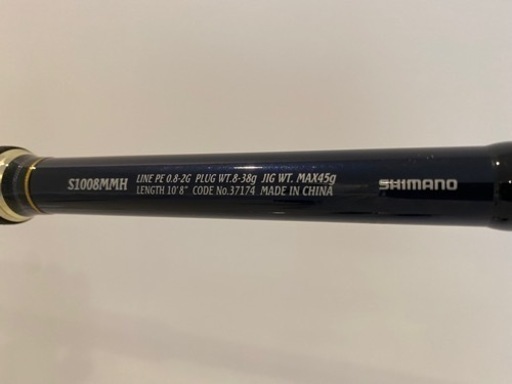 S1008MMH LINE PE 0.8-2G PLUG WT.8-38g JIG WT. MAX45g
LENGTH 10'8" CODE No.37174 MADE IN CHINA
SHIMANO